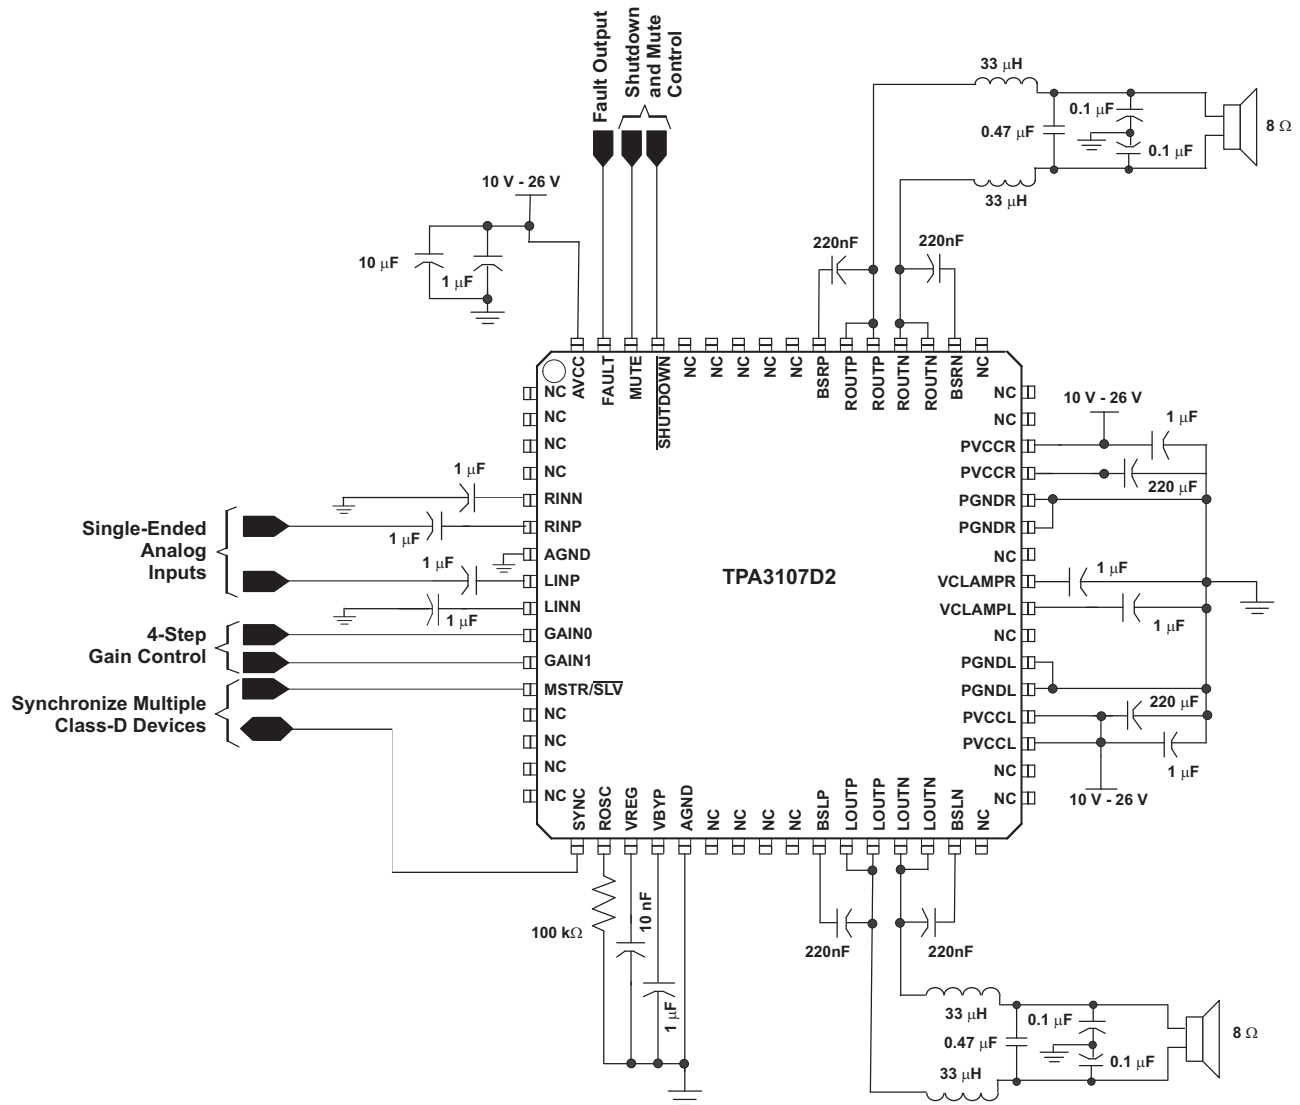 Fault Output
Shutdown
and Mute
Control
10 V - 26 V
10 µF
1 µF
33 µH
0.1 µF
0.47 µF
8 Ω
0.1 µF
33 µH
220nF
220nF
AVCC
FAULT
MUTE
SHUTDOWN
NC
NC
NC
NC
NC
BSRP
ROUTP
ROUTP
ROUTN
ROUTN
BSRN
NC
NC
NC
NC
NC
RINN
RINP
AGND
LINP
LINN
GAIN0
GAIN1
MSTR/SLV
NC
NC
NC
NC
1 µF
1 µF
1 µF
1 µF
Single-Ended
Analog
Inputs
4-Step
Gain Control
Synchronize Multiple
Class-D Devices
TPA3107D2
NC
NC
PVCCR
PVCCR
PGNDR
PGNDR
NC
VCLAMPR
VCLAMPL
NC
PGNDL
PGNDL
PVCCL
PVCCL
NC
NC
10 V - 26 V
1 µF
220 µF
1 µF
1 µF
220 µF
1 µF
10 V - 26 V
SYNC
ROSC
VREG
VBYP
AGND
NC
NC
NC
NC
BSLP
LOUTP
LOUTP
LOUTN
LOUTN
BSLN
NC
100 kΩ
10 nF
1 µF
220nF
220nF
33 µH
0.1 µF
0.47 µF
8 Ω
0.1 µF
33 µH